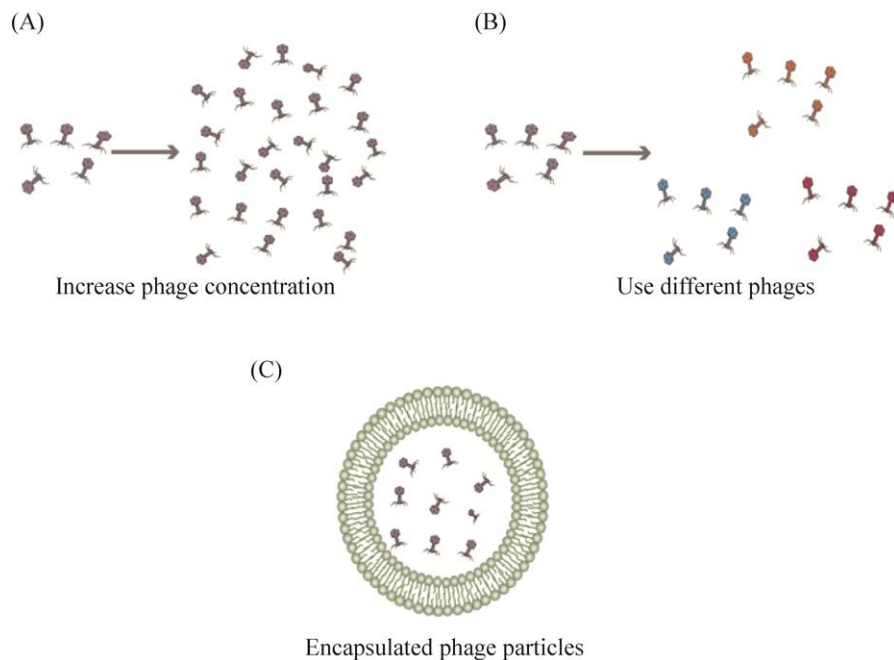 (A)
(B)
Increase phage concentration
Use different phages
(C)
Encapsulated phage particles